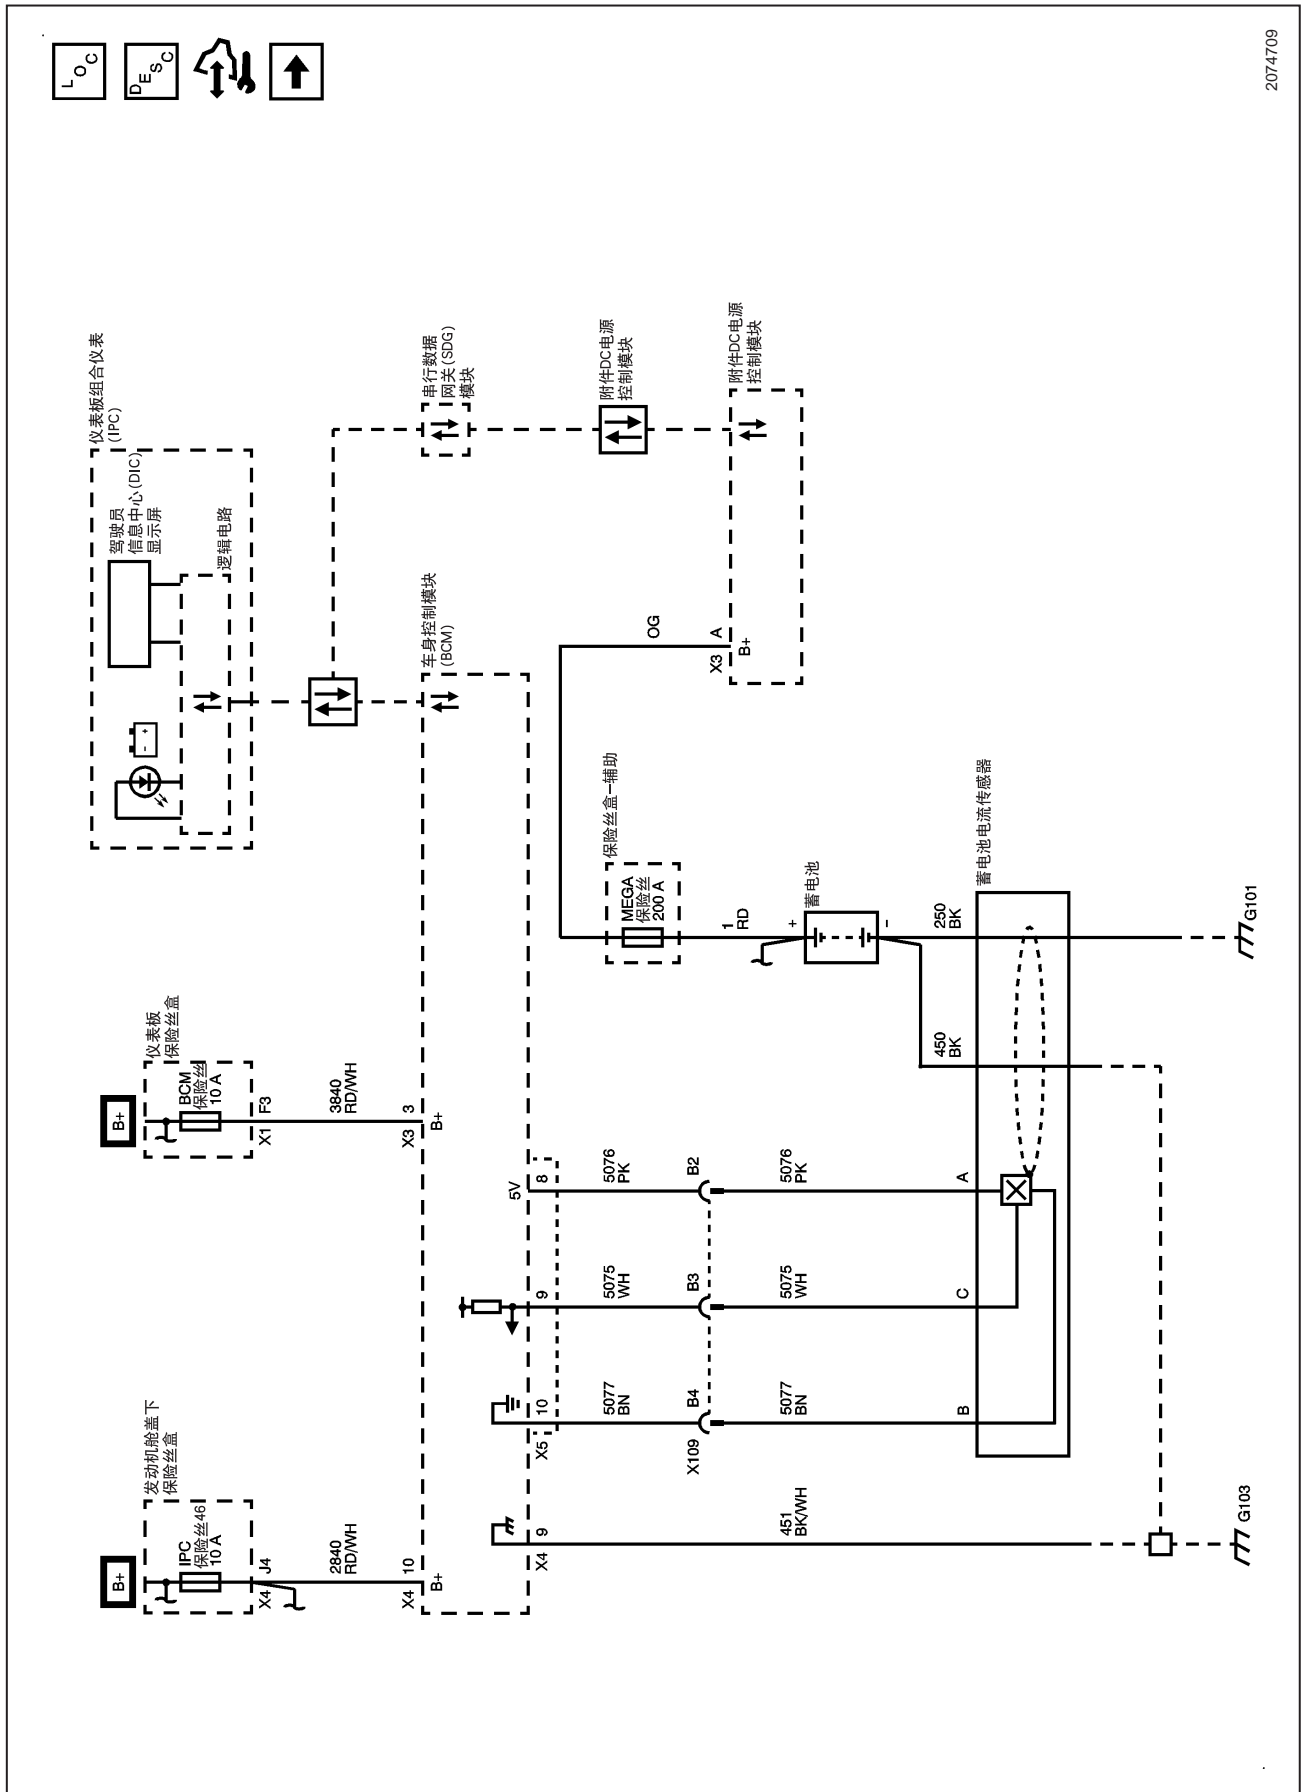 LOC
DESC
2074709
B+
发动机舱盖下
保险丝盒
IPC
保险丝46
10 A
X4
J4
2840
RD/WH
X4
10
B+
B+
仪表板
保险丝盒
BCM
保险丝
10 A
X1
F3
3840
RD/WH
X3
3
B+
仪表板组合仪表
(IPC)
驾驶员
信息中心(DIC)
显示屏
逻辑电路
- +
车身控制模块
(BCM)
串行数据
网关(SDG)
模块
附件DC电源
控制模块
附件DC电源
控制模块
X3
A
B+
OG
保险丝盒–辅助
MEGA
保险丝
200 A
1
RD
蓄电池
+
-
250
BK
450
BK
X4
9
451
BK/WH
X5
10
9
5V
8
5077
BN
5075
WH
5076
PK
X109
B4
B3
B2
5077
BN
5075
WH
5076
PK
B
C
A
蓄电池电流传感器
G103
G101